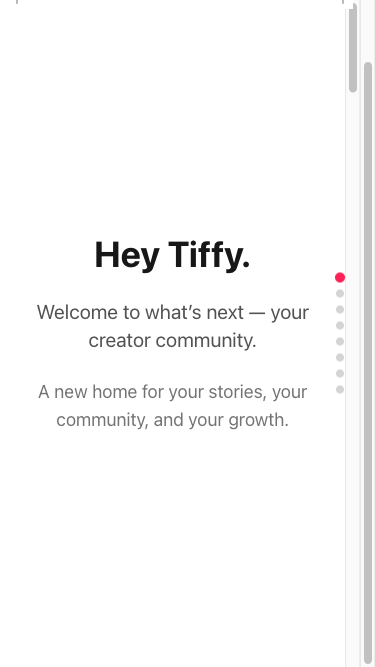 Hey Tiffy.
Welcome to what’s next — your
creator community.
A new home for your stories, your
community, and your growth.